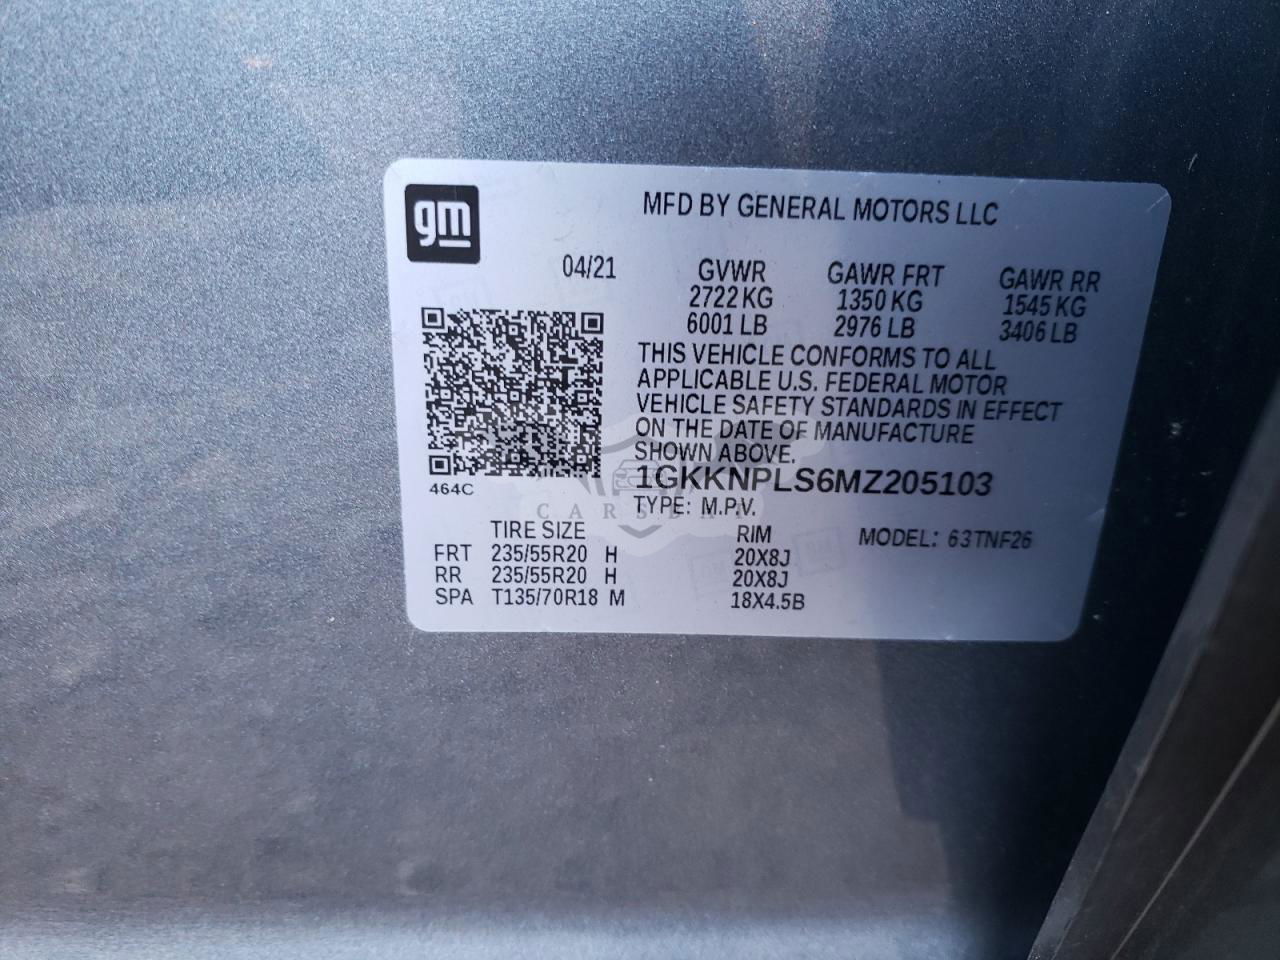 gm
MFD BY GENERAL MOTORS LLC
04/21
GVWR GAWR FRT GAWR RR
2722 KG 1350 KG 1545 KG
6001 LB 2976 LB 3406 LB
THIS VEHICLE CONFORMS TO ALL
APPLICABLE U.S. FEDERAL MOTOR
VEHICLE SAFETY STANDARDS IN EFFECT
ON THE DATE OF MANUFACTURE
SHOWN ABOVE.
1GKKNPLS6MZ205103
464C
TYPE: M.P.V.
TIRE SIZE RIM MODEL: 63TNF26
FRT 235/55R20 H 20X8J
RR 235/55R20 H 20X8J
SPA T135/70R18 M 18X4.5B